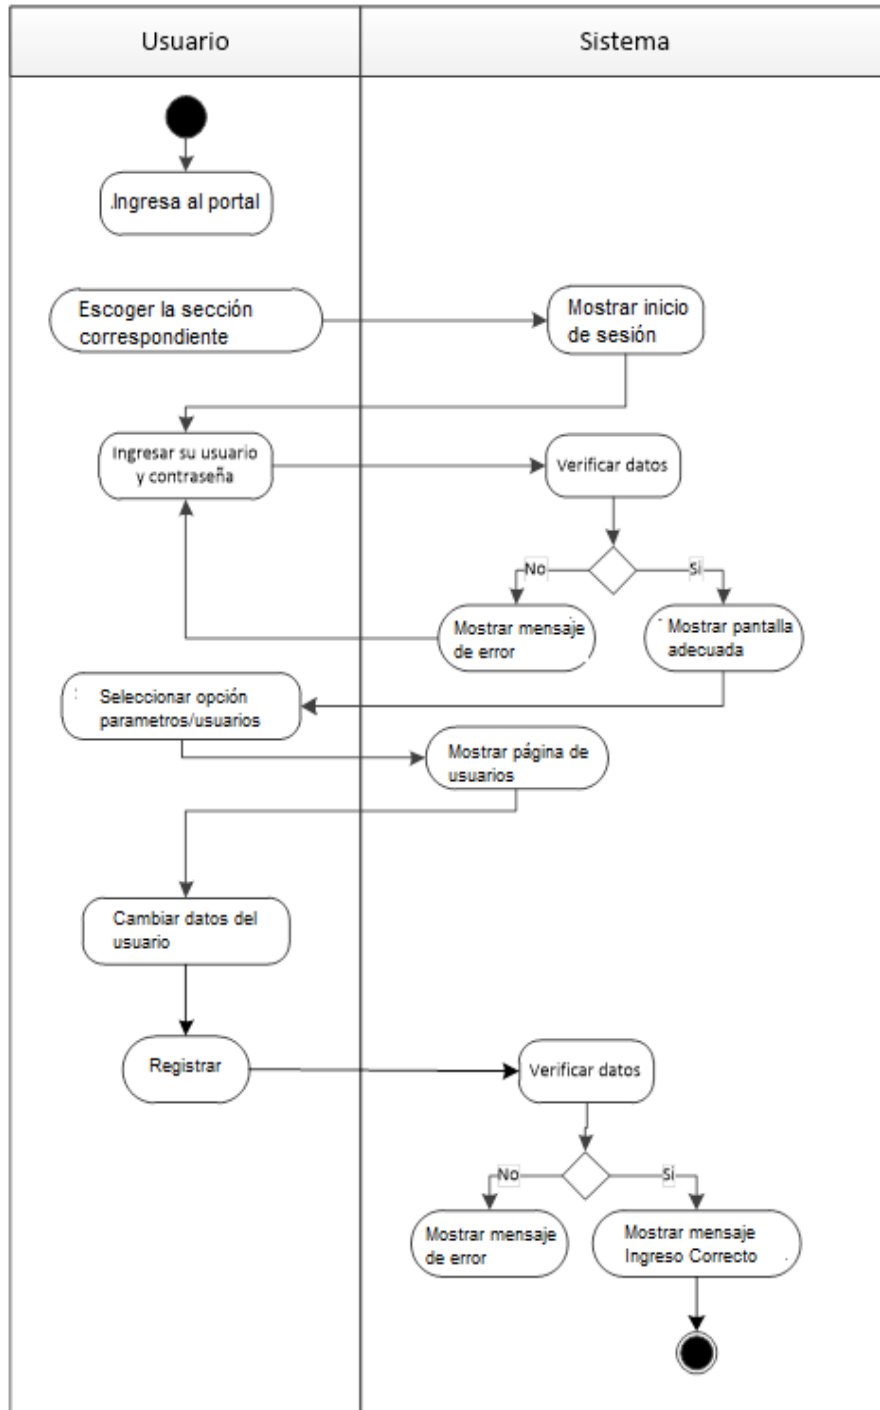 Usuario
Sistema
.Ingresa al portal
Escoger la sección
correspondiente
Mostrar inicio
de sesión
Ingresar su usuario
y contraseña
Verificar datos
No
Si
Mostrar mensaje
de error
Mostrar pantalla
adecuada
Seleccionar opción
parametros/usuarios
Mostrar página de
usuarios
Cambiar datos del
usuario
Registrar
Verificar datos
No
Sí
Mostrar mensaje
de error
Mostrar mensaje
Ingreso Correcto